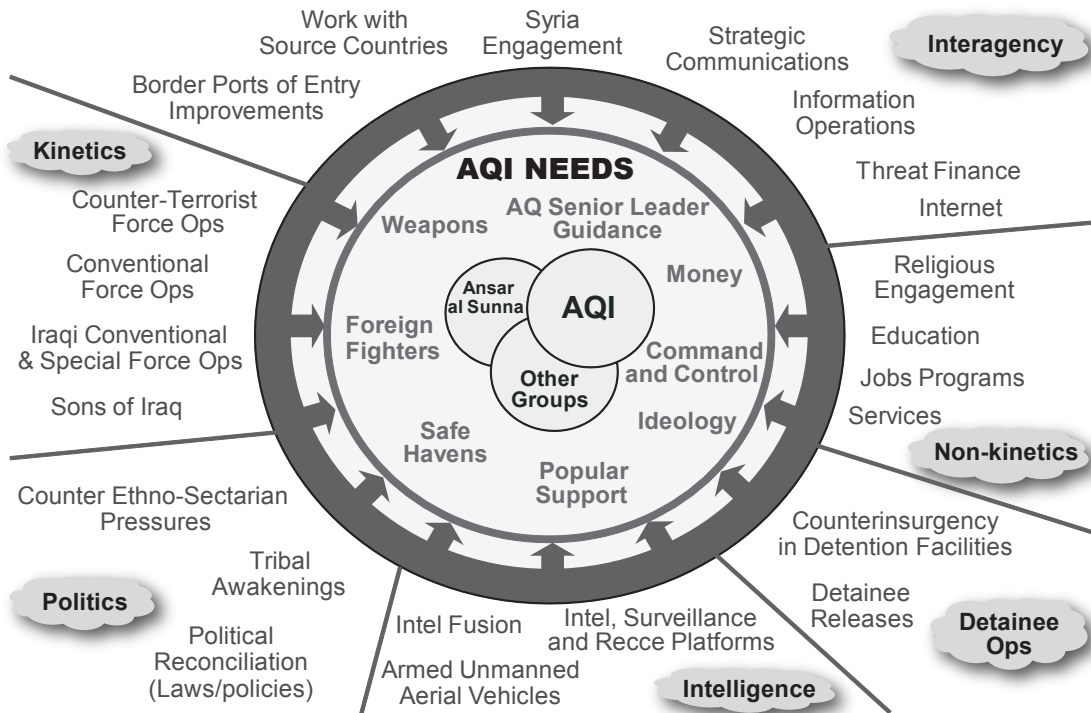 Work with
Source Countries
Syria
Engagement
Strategic
Communications
Interagency
Border Ports of Entry
Improvements
Information
Operations
Threat Finance
Internet
Kinetics
Counter-Terrorist
Force Ops
Conventional
Force Ops
Iraqi Conventional
& Special Force Ops
Sons of Iraq
AQI NEEDS
Weapons
AQ Senior Leader
Guidance
Money
Ansar
al Sunna
AQI
Foreign
Fighters
Command
and Control
Other
Groups
Ideology
Safe
Havens
Popular
Support
Religious
Engagement
Education
Jobs Programs
Services
Non-kinetics
Counter Ethno-Sectarian
Pressures
Tribal
Awakenings
Politics
Political
Reconciliation
(Laws/policies)
Intel Fusion
Armed Unmanned
Aerial Vehicles
Intel, Surveillance
and Recce Platforms
Intelligence
Counterinsurgency
in Detention Facilities
Detainee
Releases
Detainee
Ops